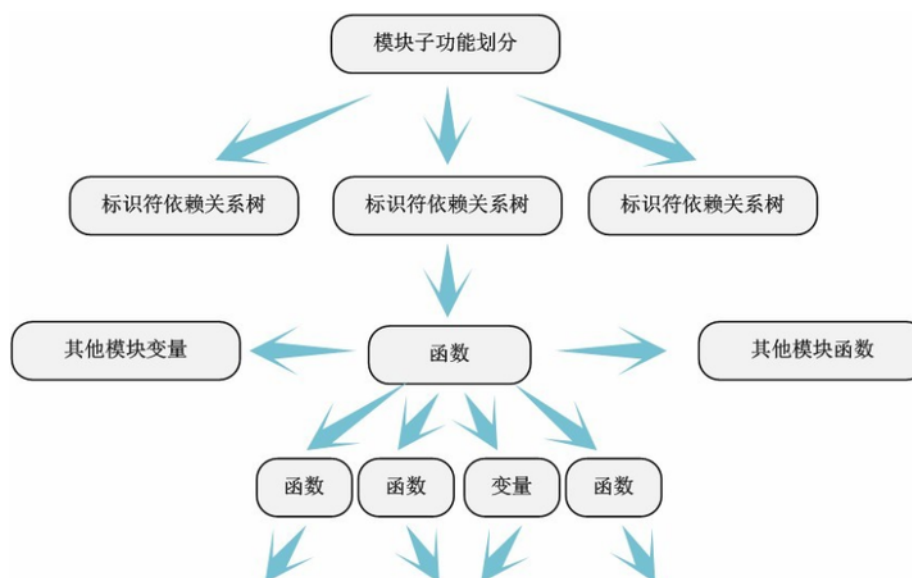 模块子功能划分
标识符依赖关系树
标识符依赖关系树
标识符依赖关系树
其他模块变量
函数
其他模块函数
函数
函数
变量
函数